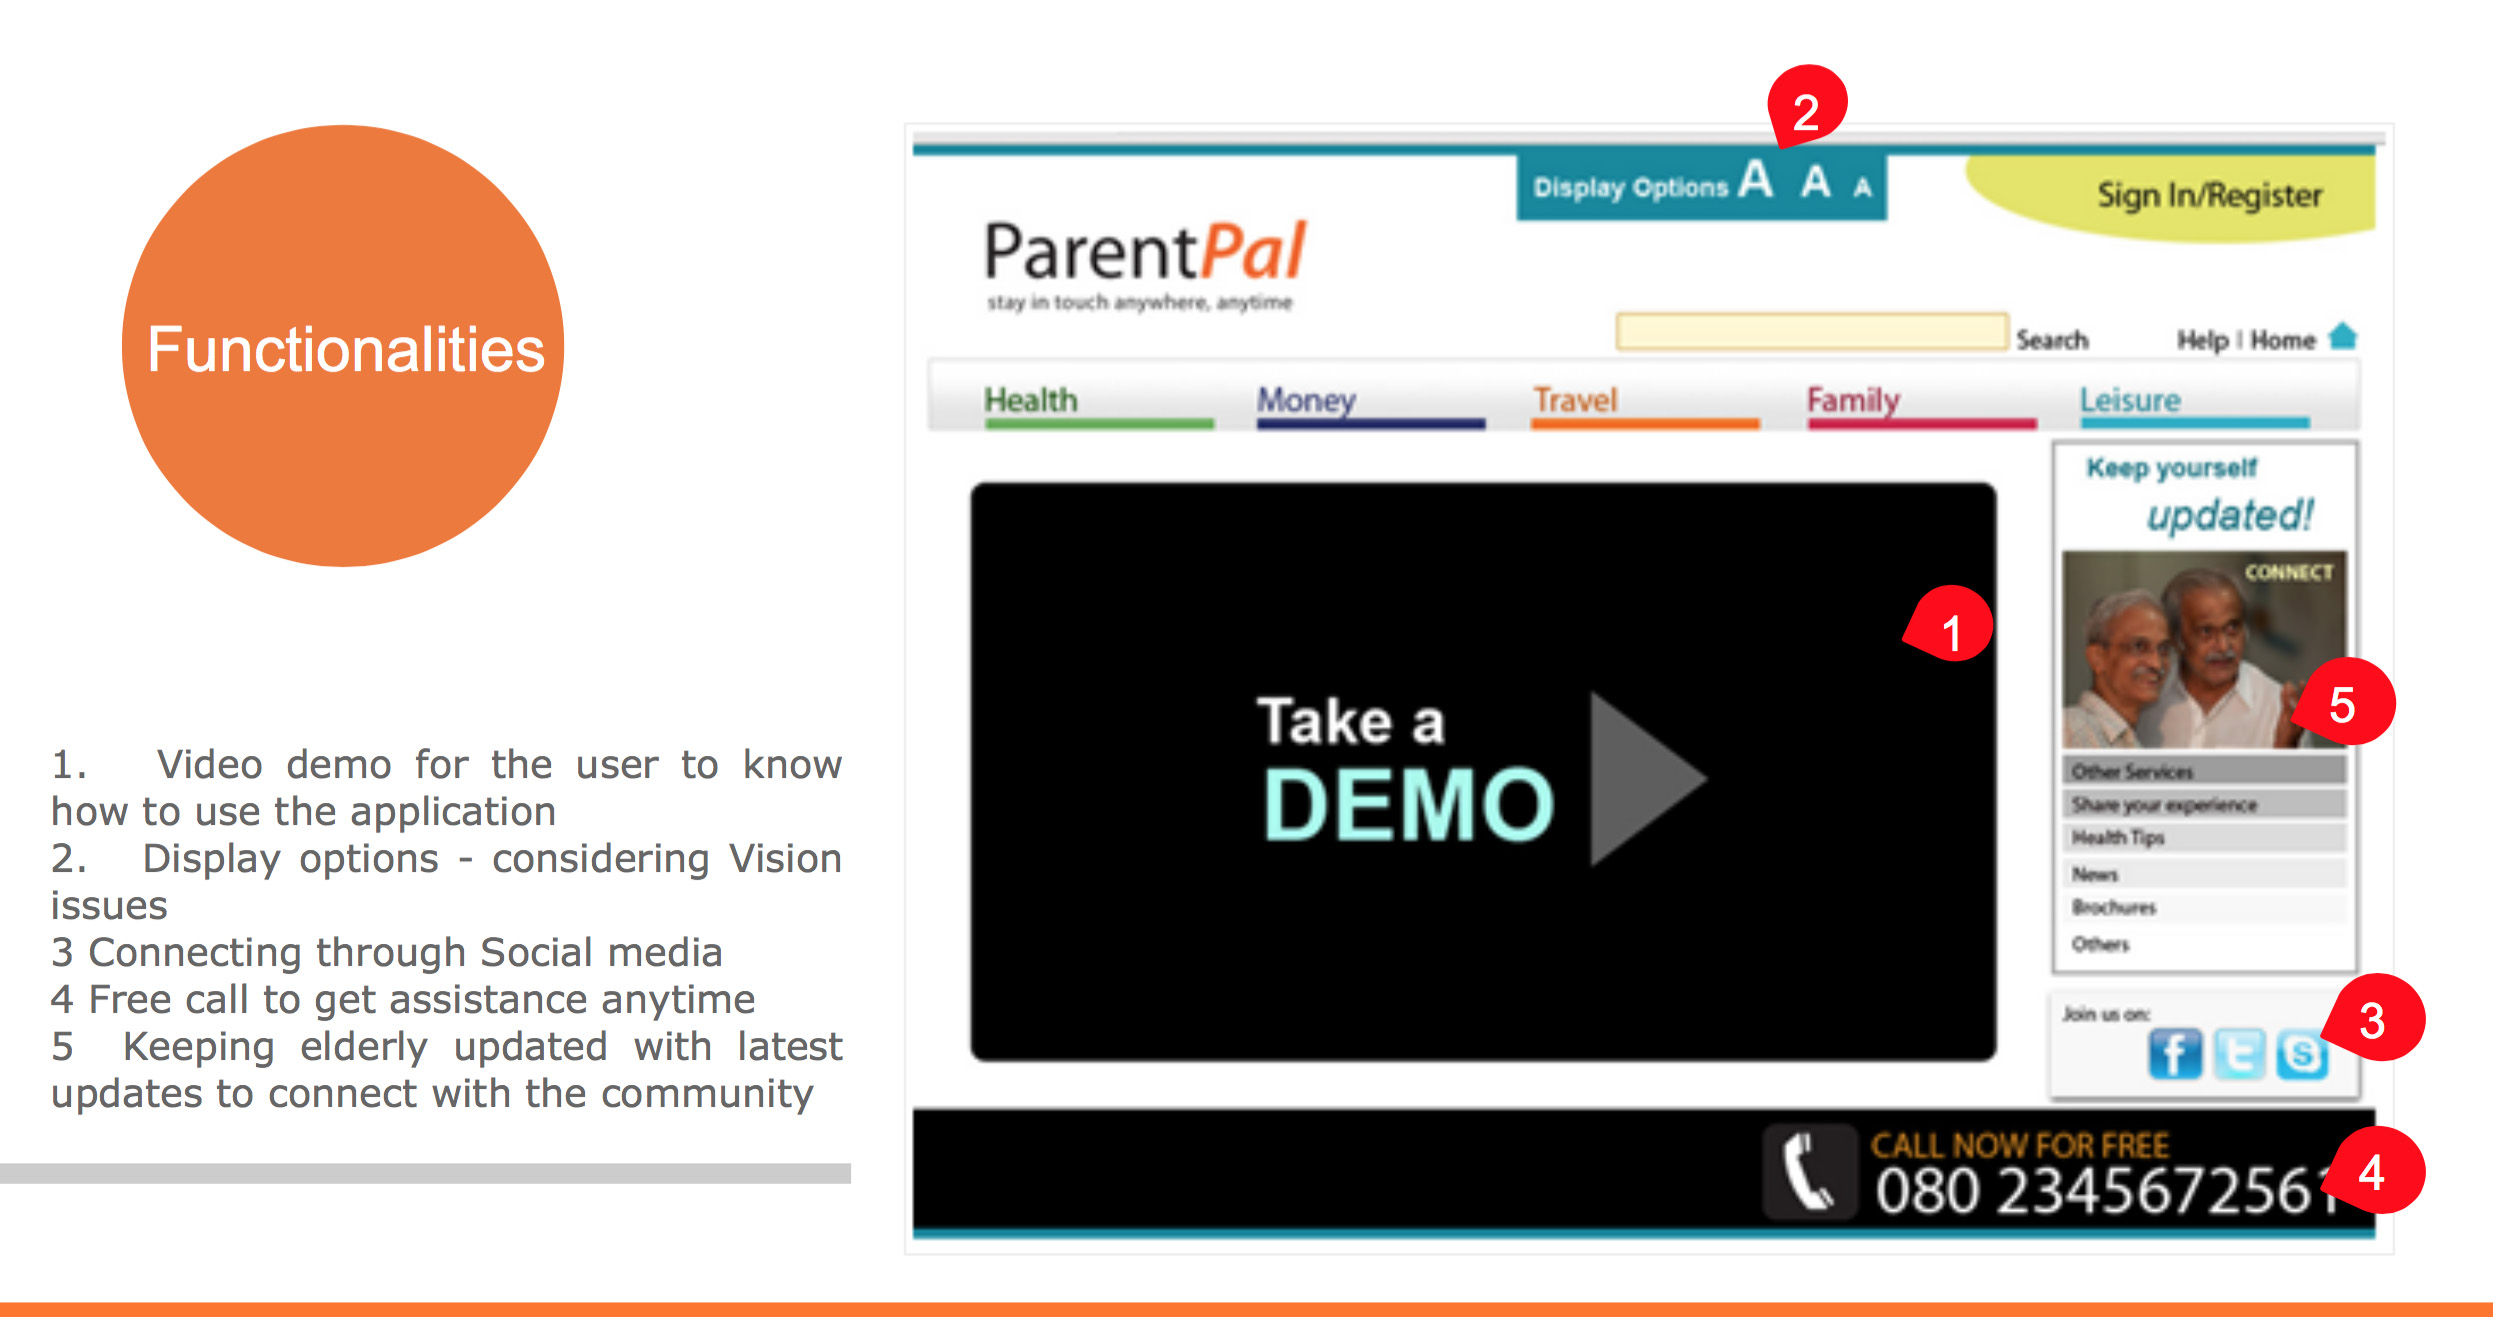 Functionalities
1. Video demo for the user to know
how to use the application
2. Display options - considering Vision
issues
3 Connecting through Social media
4 Free call to get assistance anytime
5 Keeping elderly updated with latest
updates to connect with the community
2
Display Options A A A
Sign In/Register
ParentPal
stay in touch anywhere, anytime
Search
Help | Home
Health
Money
Travel
Family
Leisure
Take a
DEMO
1
Keep yourself
updated!
CONNECT
5
Other Services
Share your experience
Health Tips
News
Brochures
Others
Join us on:
f t S
3
CALL NOW FOR FREE
080 2345672561
4